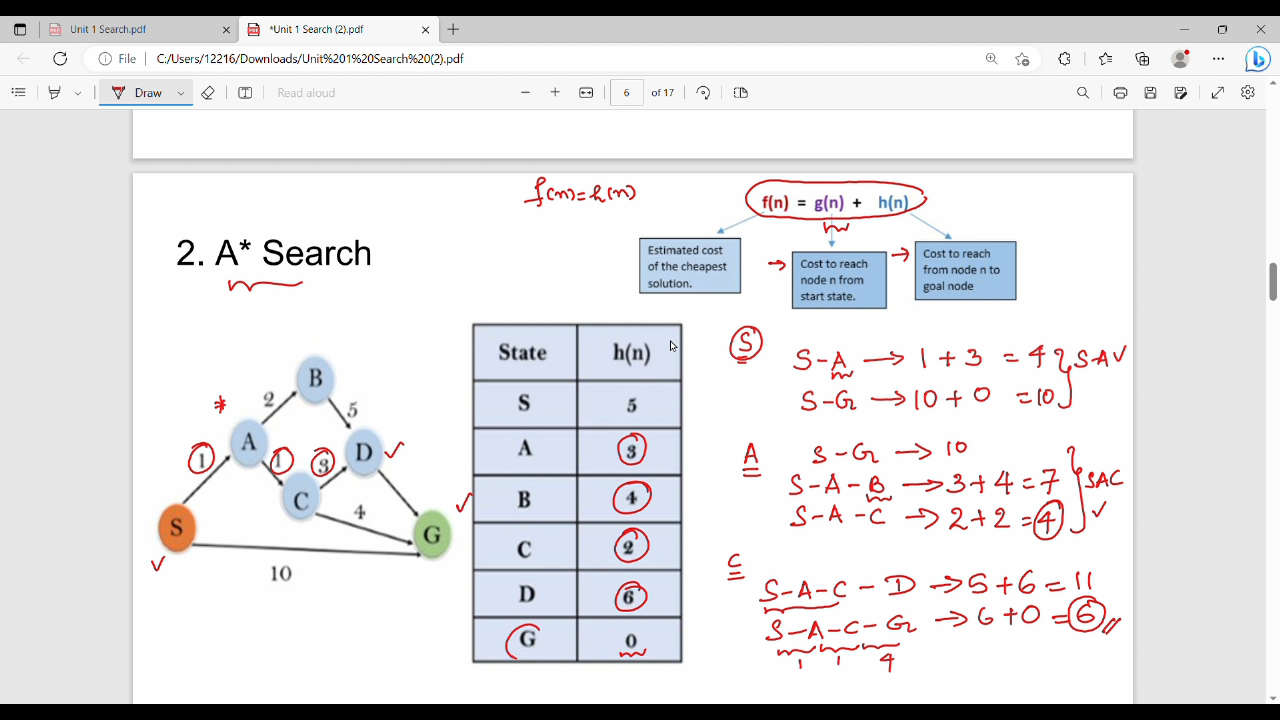 Unit 1 Search.pdf
*Unit 1 Search (2).pdf
File C:/Users/12216/Downloads/Unit%201%20Search%20(2).pdf
Draw
Read aloud
6 of 17
f(n)=h(n)
f(n) = g(n) + h(n)
2. A* Search
Estimated cost of the cheapest solution.
Cost to reach node n from start state.
Cost to reach from node n to goal node
B
2
5
A
D
1
1
3
C
4
S
G
10
State h(n)
S 5
A 3
B 4
C 2
D 6
G 0
S
S-A → 1+3 = 4
S-G → 10+0 = 10
S-A✓
A
S-G → 10
S-A-B → 3+4=7
S-A-C → 2+2=4
SAC
✓
C
S-A-C-D → 5+6=11
S-A-C-G → 6+0=6
1 1 4